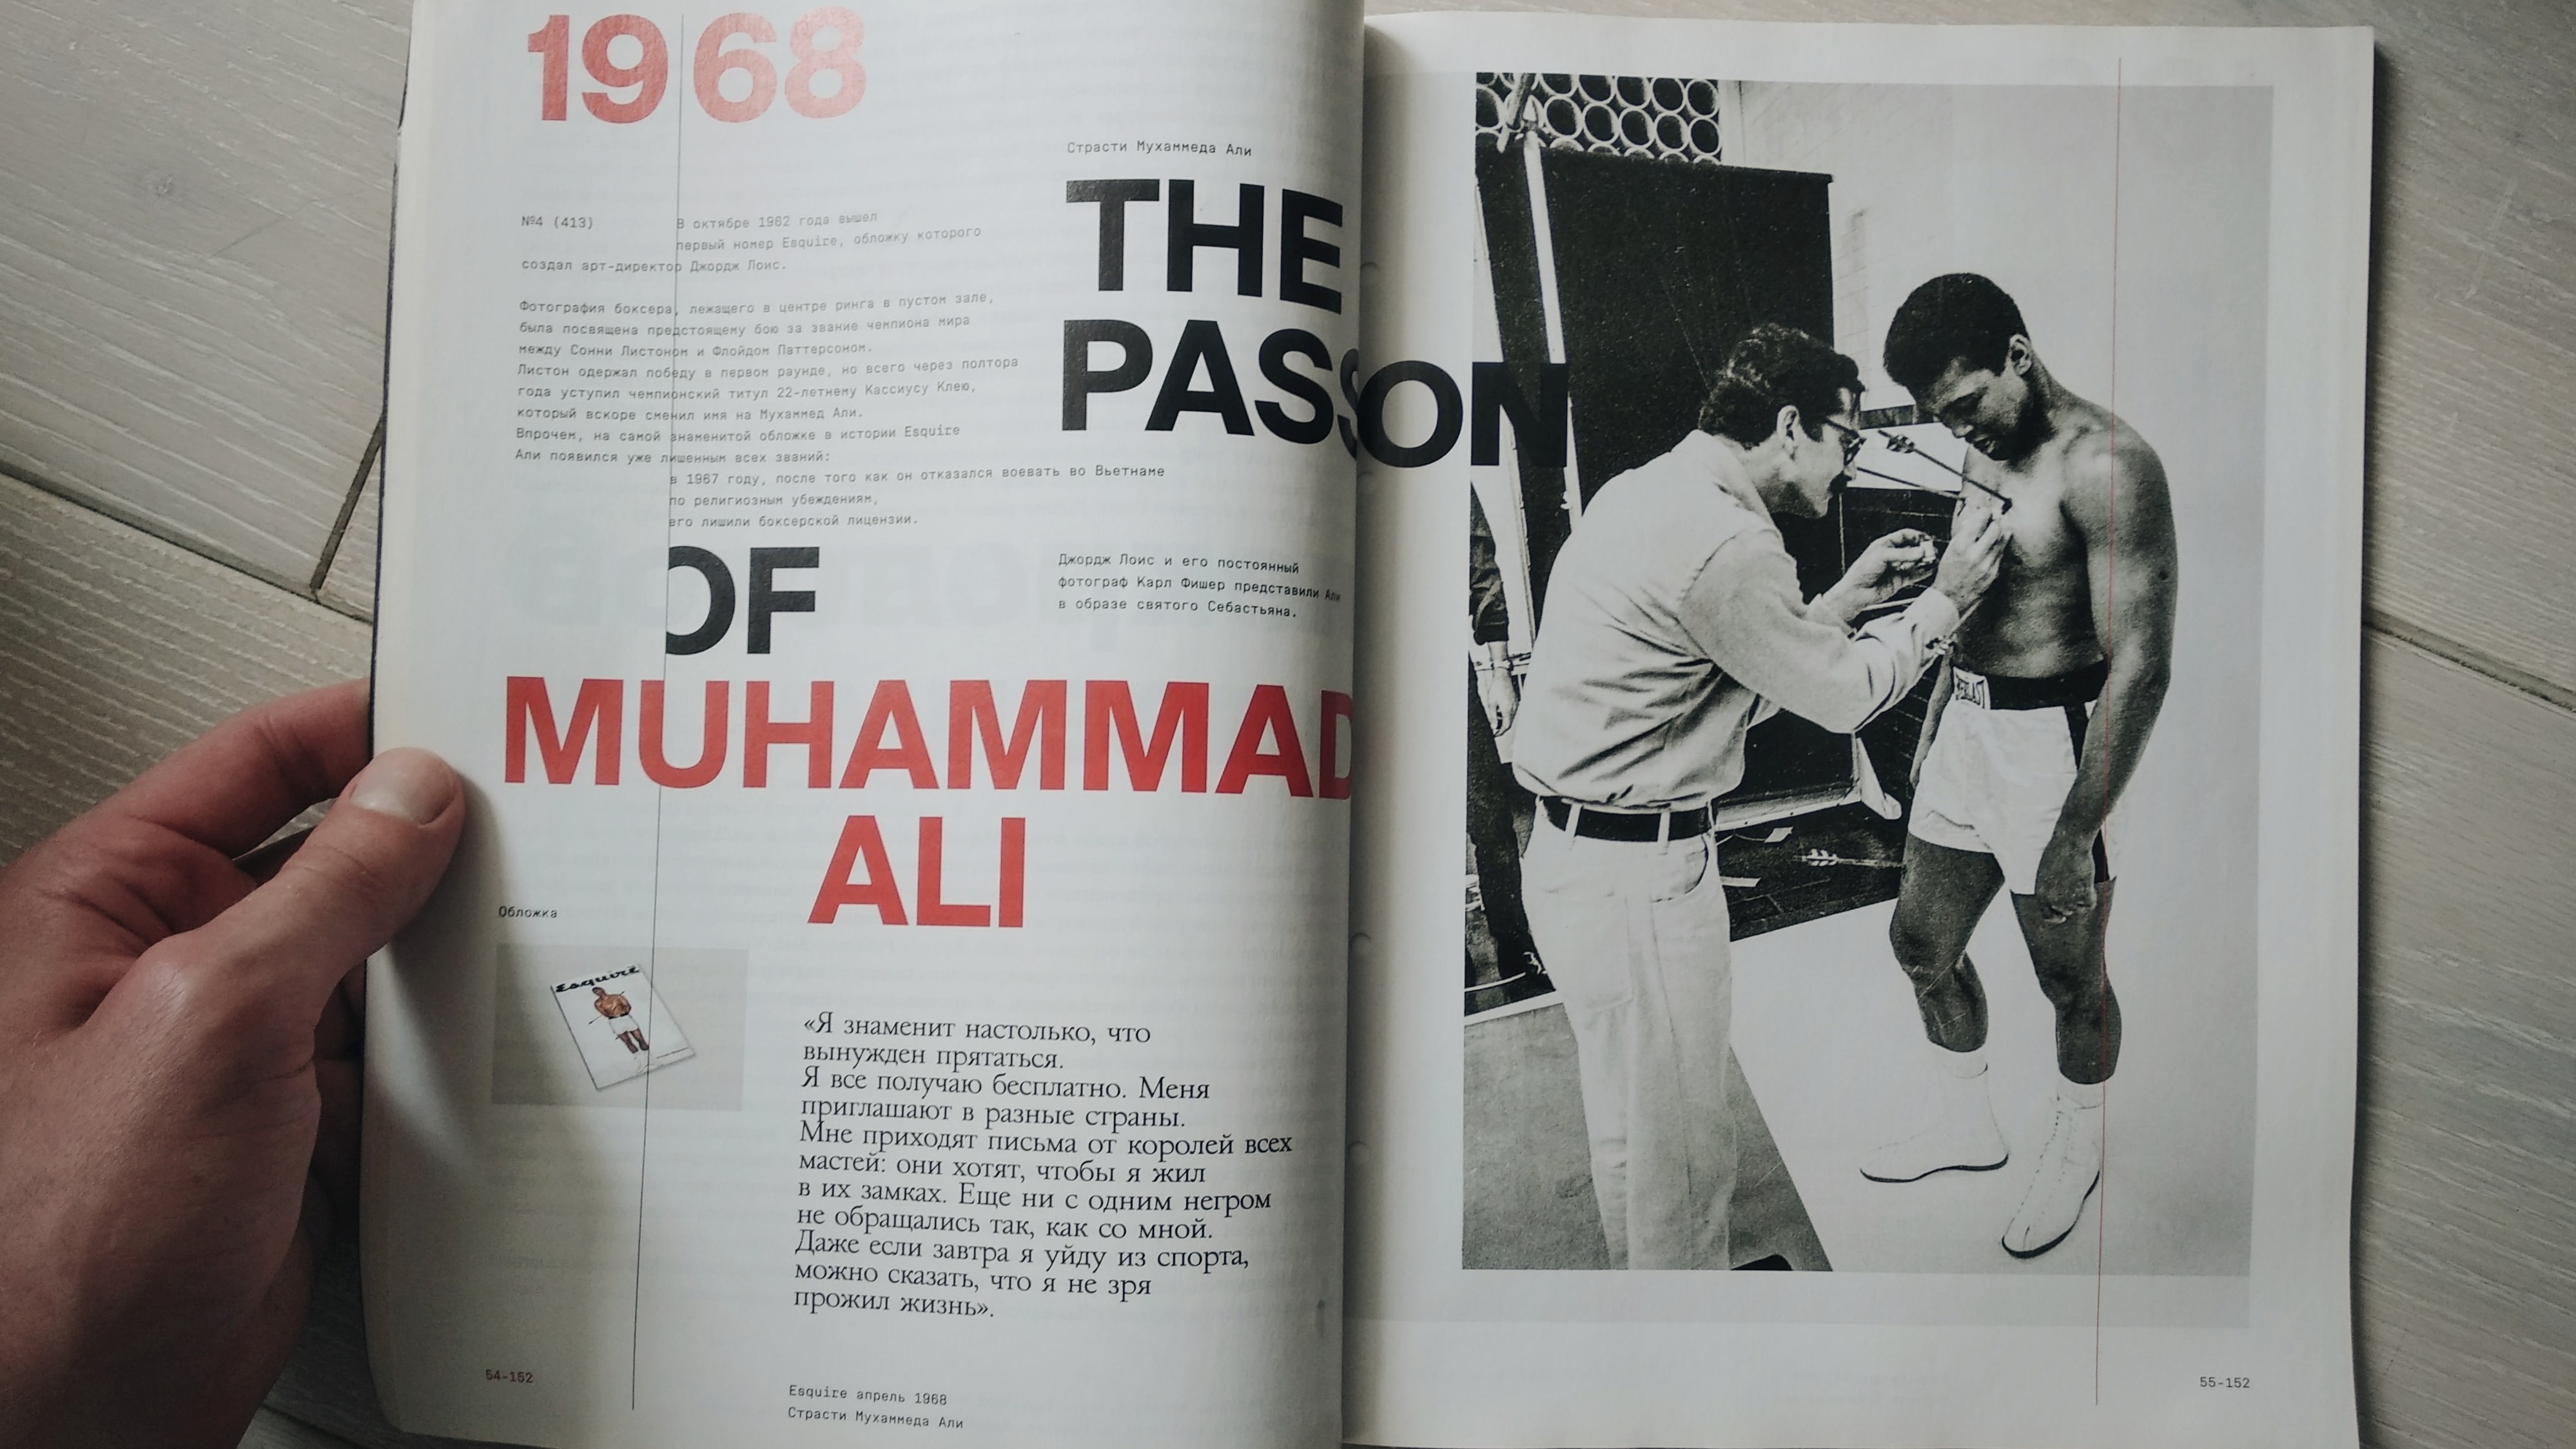 1968
Страсти Мухаммеда Али
THE
PASSON
№4 (413)
В октябре 1962 года вышел
первый номер Esquire, обложку которого
создал арт-директор Джордж Лоис.
Фотография боксера, лежащего в центре ринга в пустом зале,
была посвящена предстоящему бою за звание чемпиона мира
между Сонни Листоном и Флойдом Паттерсоном.
Листон одержал победу в первом раунде, но всего через полтора
года уступил чемпионский титул 22-летнему Кассиусу Клею,
который вскоре сменил имя на Мухаммед Али.
Впрочем, на самой знаменитой обложке в истории Esquire
Али появился уже лишенным всех званий:
в 1967 году, после того как он отказался воевать во Вьетнаме
по религиозным убеждениям,
его лишили боксерской лицензии.
OF
Джордж Лоис и его постоянный
фотограф Карл Фишер представили Али
в образе святого Себастьяна.
MUHAMMAD
ALI
Обложка
Esquire
«Я знаменит настолько, что
вынужден прятаться.
Я все получаю бесплатно. Меня
приглашают в разные страны.
Мне приходят письма от королей всех
мастей: они хотят, чтобы я жил
в их замках. Еще ни с одним негром
не обращались так, как со мной.
Даже если завтра я уйду из спорта,
можно сказать, что я не зря
прожил жизнь».
54-152
Esquire апрель 1968
Страсти Мухаммеда Али
EVERLAST
55-152